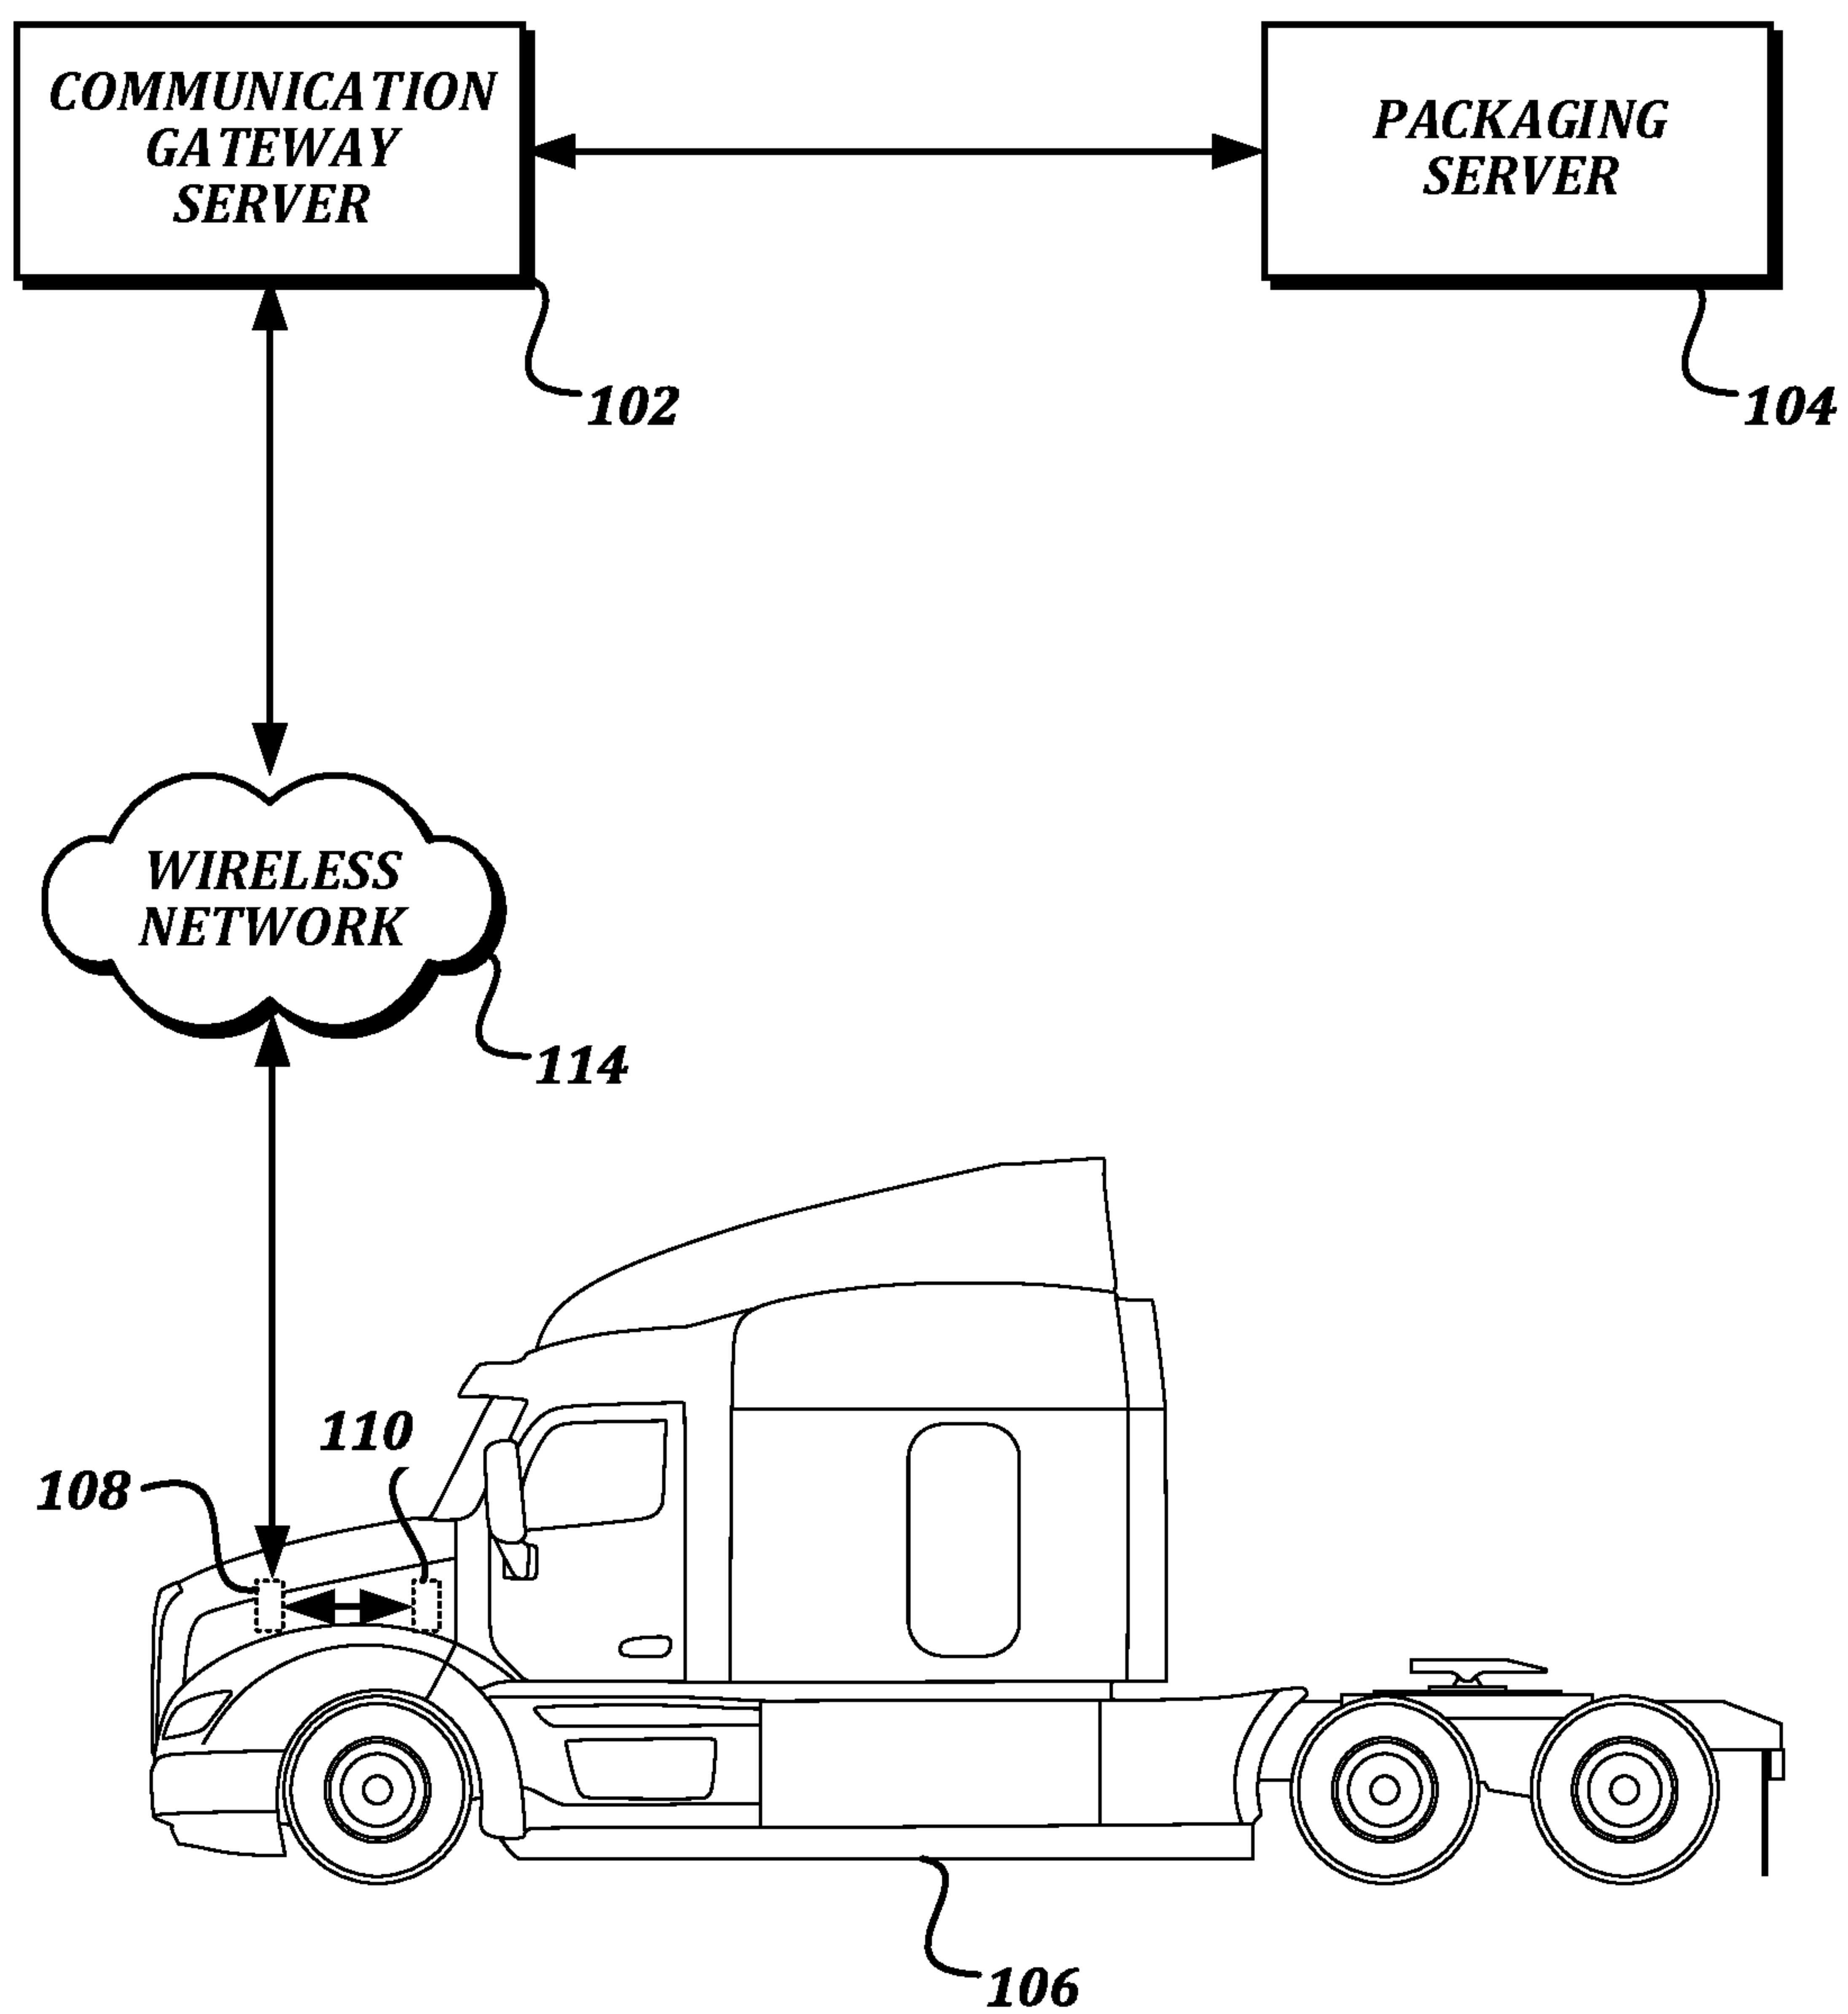 COMMUNICATION
GATEWAY
SERVER
PACKAGING
SERVER
102
104
WIRELESS
NETWORK
114
110
108
106